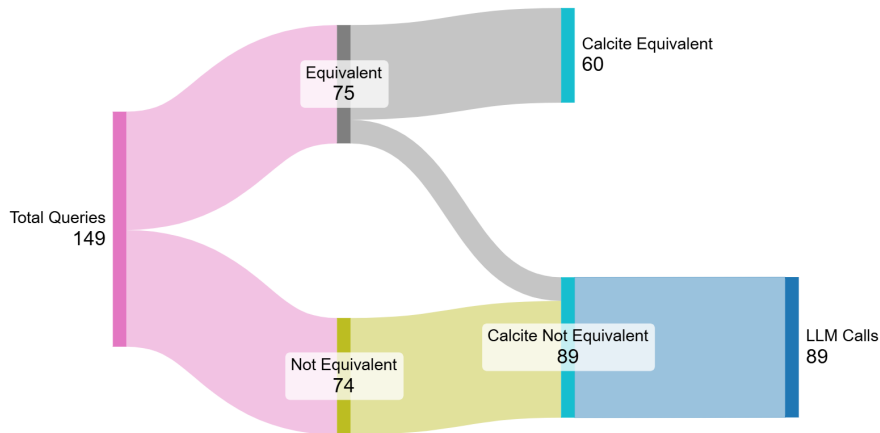 Calcite Equivalent
60
Equivalent
75
Total Queries
149
Calcite Not Equivalent
89
LLM Calls
89
Not Equivalent
74